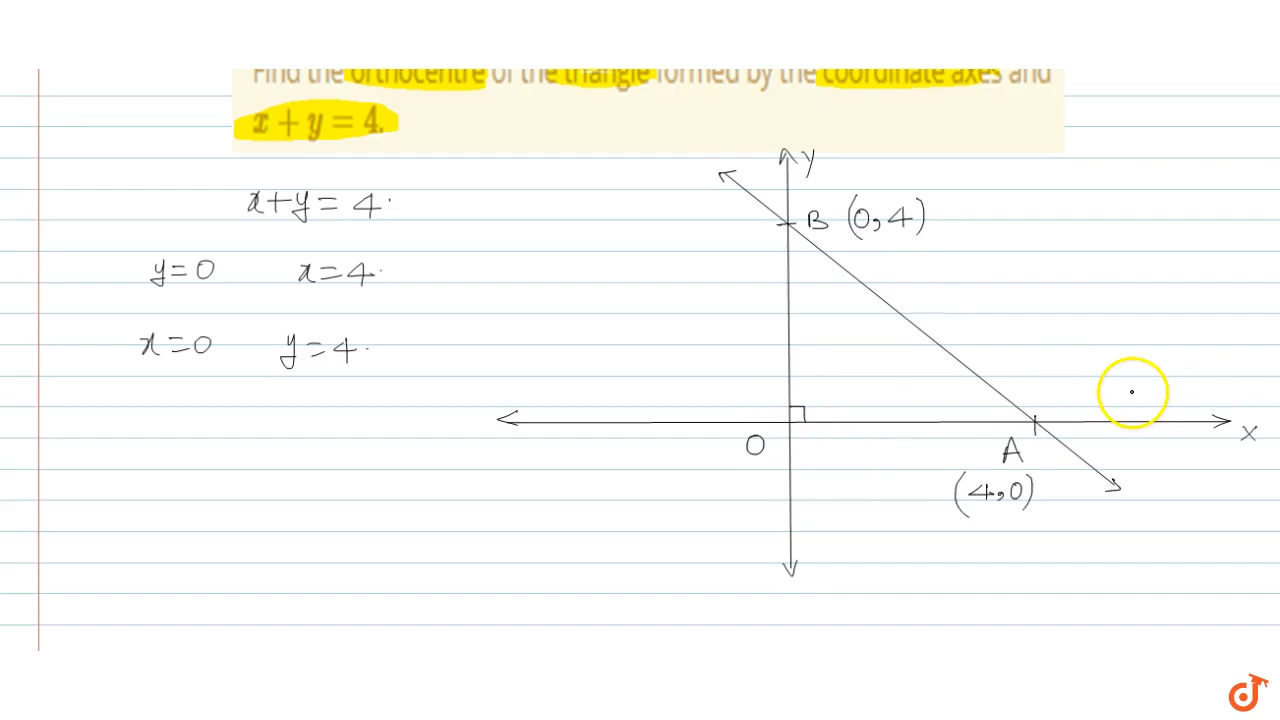 Find the orthocentre of the triangle formed by the coordinate axes and
x + y = 4.
x+y = 4.
y=0 x=4.
x=0 y=4.
y
B (0,4)
O
A
(4,0)
x